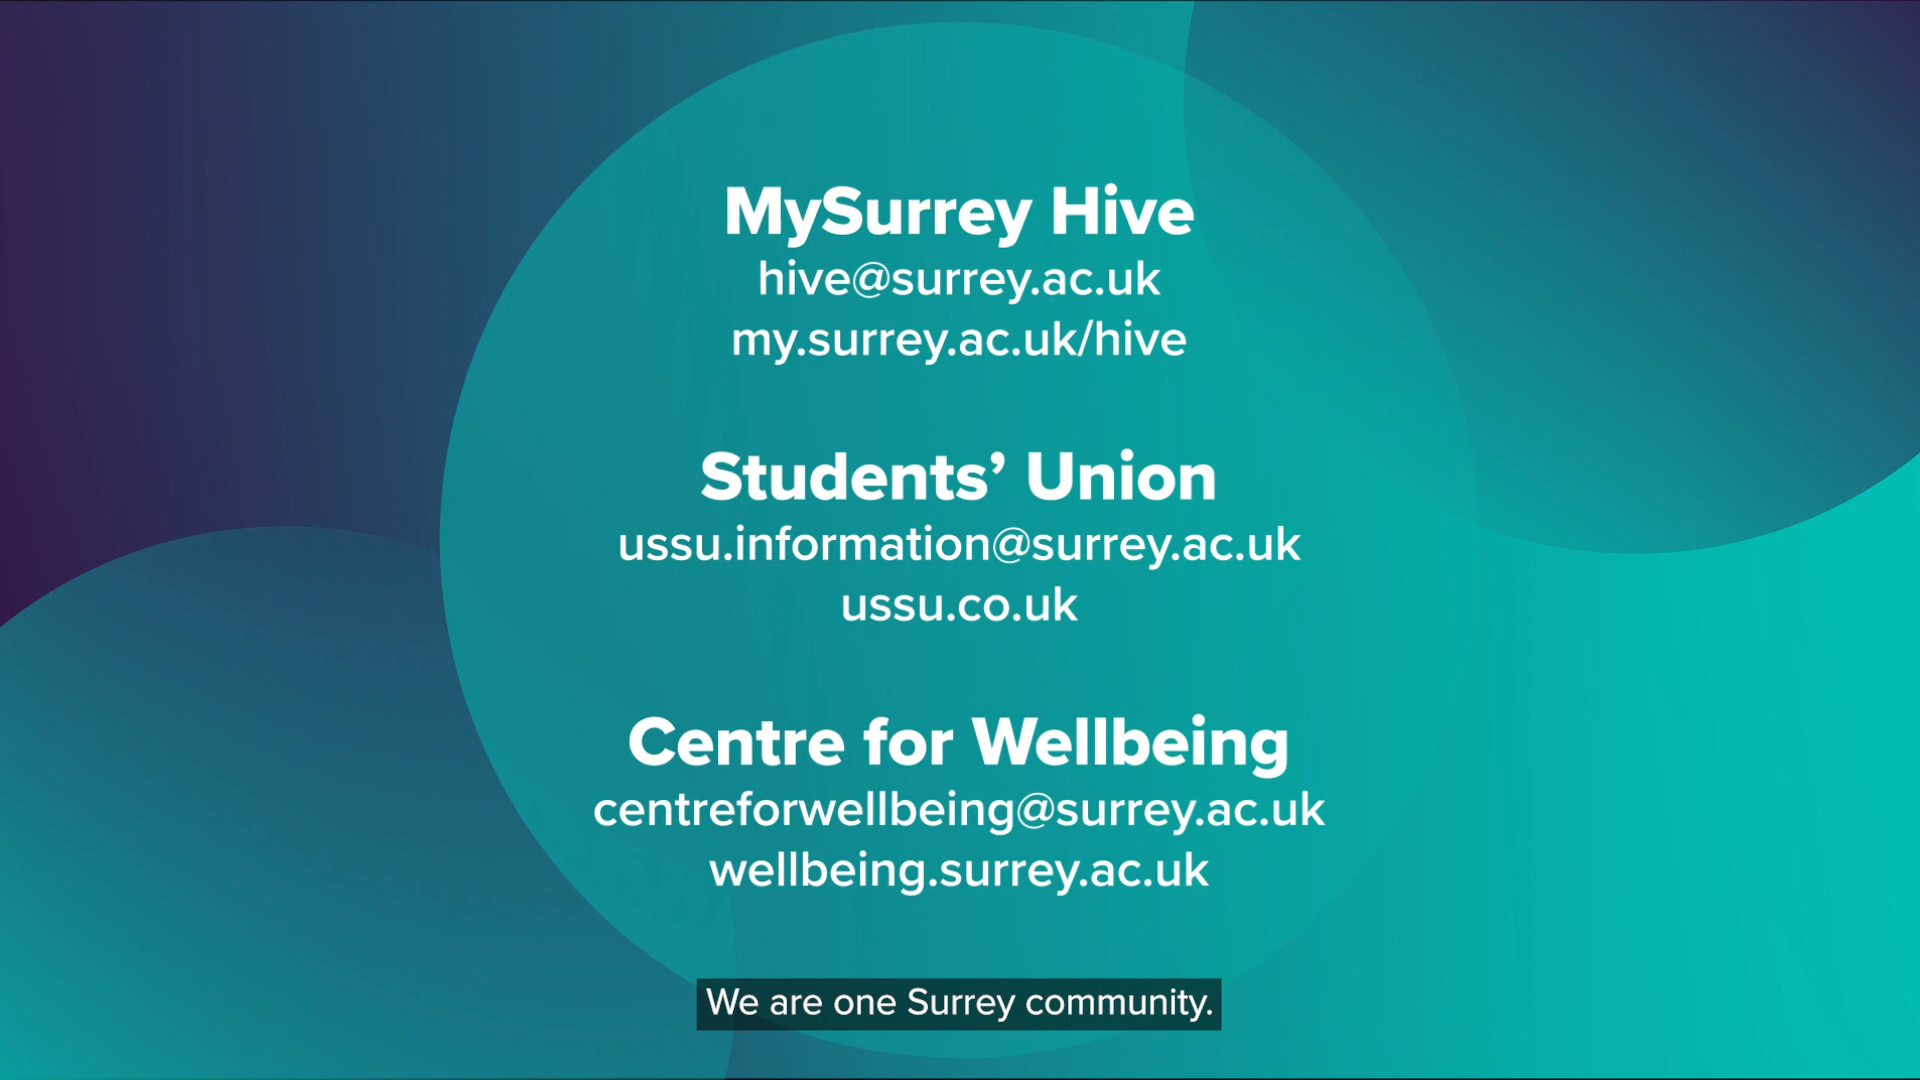 MySurrey Hive
hive@surrey.ac.uk
my.surrey.ac.uk/hive
Students’ Union
ussu.information@surrey.ac.uk
ussu.co.uk
Centre for Wellbeing
centreforwellbeing@surrey.ac.uk
wellbeing.surrey.ac.uk
We are one Surrey community.